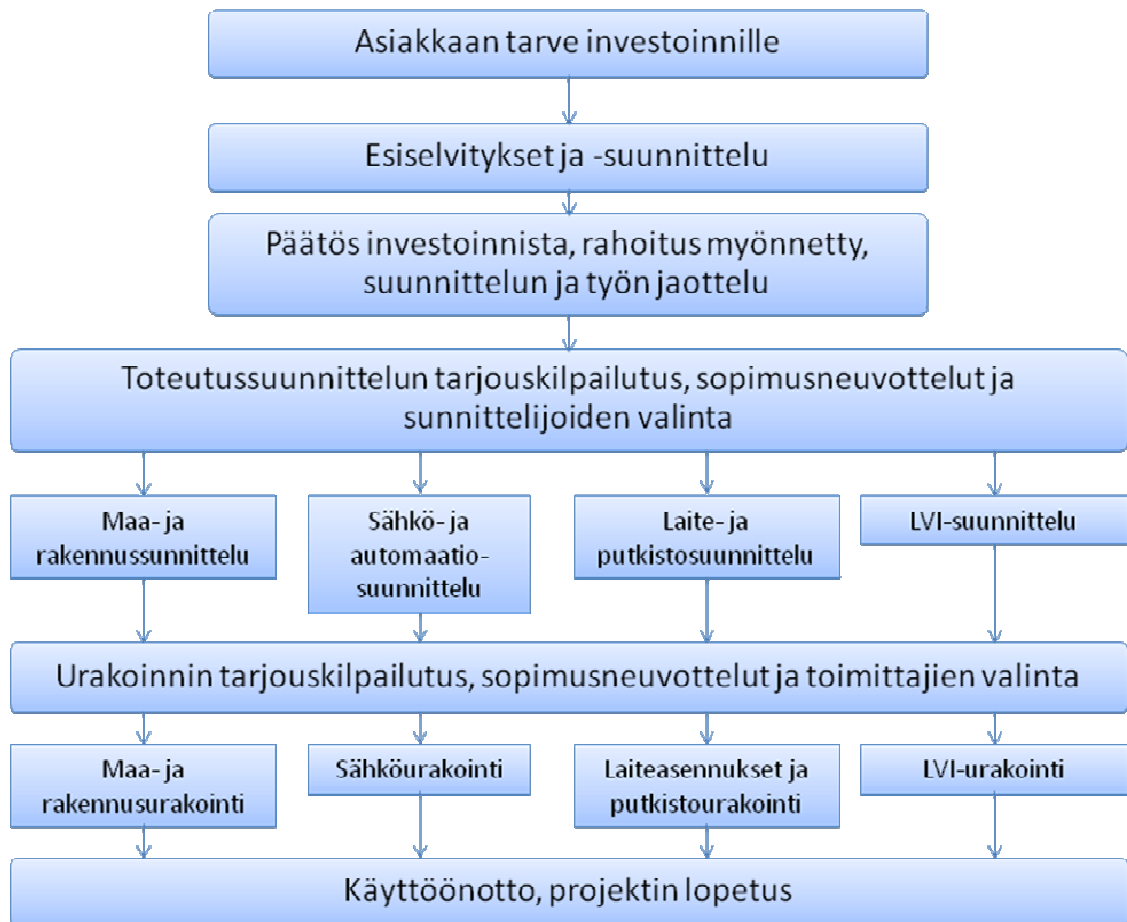 Asiakkaan tarve investoinnille
Esiselvitykset ja -suunnittelu
Päätös investoinnista, rahoitus myönnetty,
suunnittelun ja työn jaottelu
Toteutussuunnittelun tarjouskilpailutus, sopimusneuvottelut ja
sunnittelijoiden valinta
Maa- ja
rakennussunnittelu
Sähkö- ja
automaatio-
suunnittelu
Laite- ja
putkistosuunnittelu
LVI-suunnittelu
Urakoinnin tarjouskilpailutus, sopimusneuvottelut ja toimittajien valinta
Maa- ja
rakennusurakointi
Sähköurakointi
Laiteasennukset ja
putkistourakointi
LVI-urakointi
Käyttöönotto, projektin lopetus